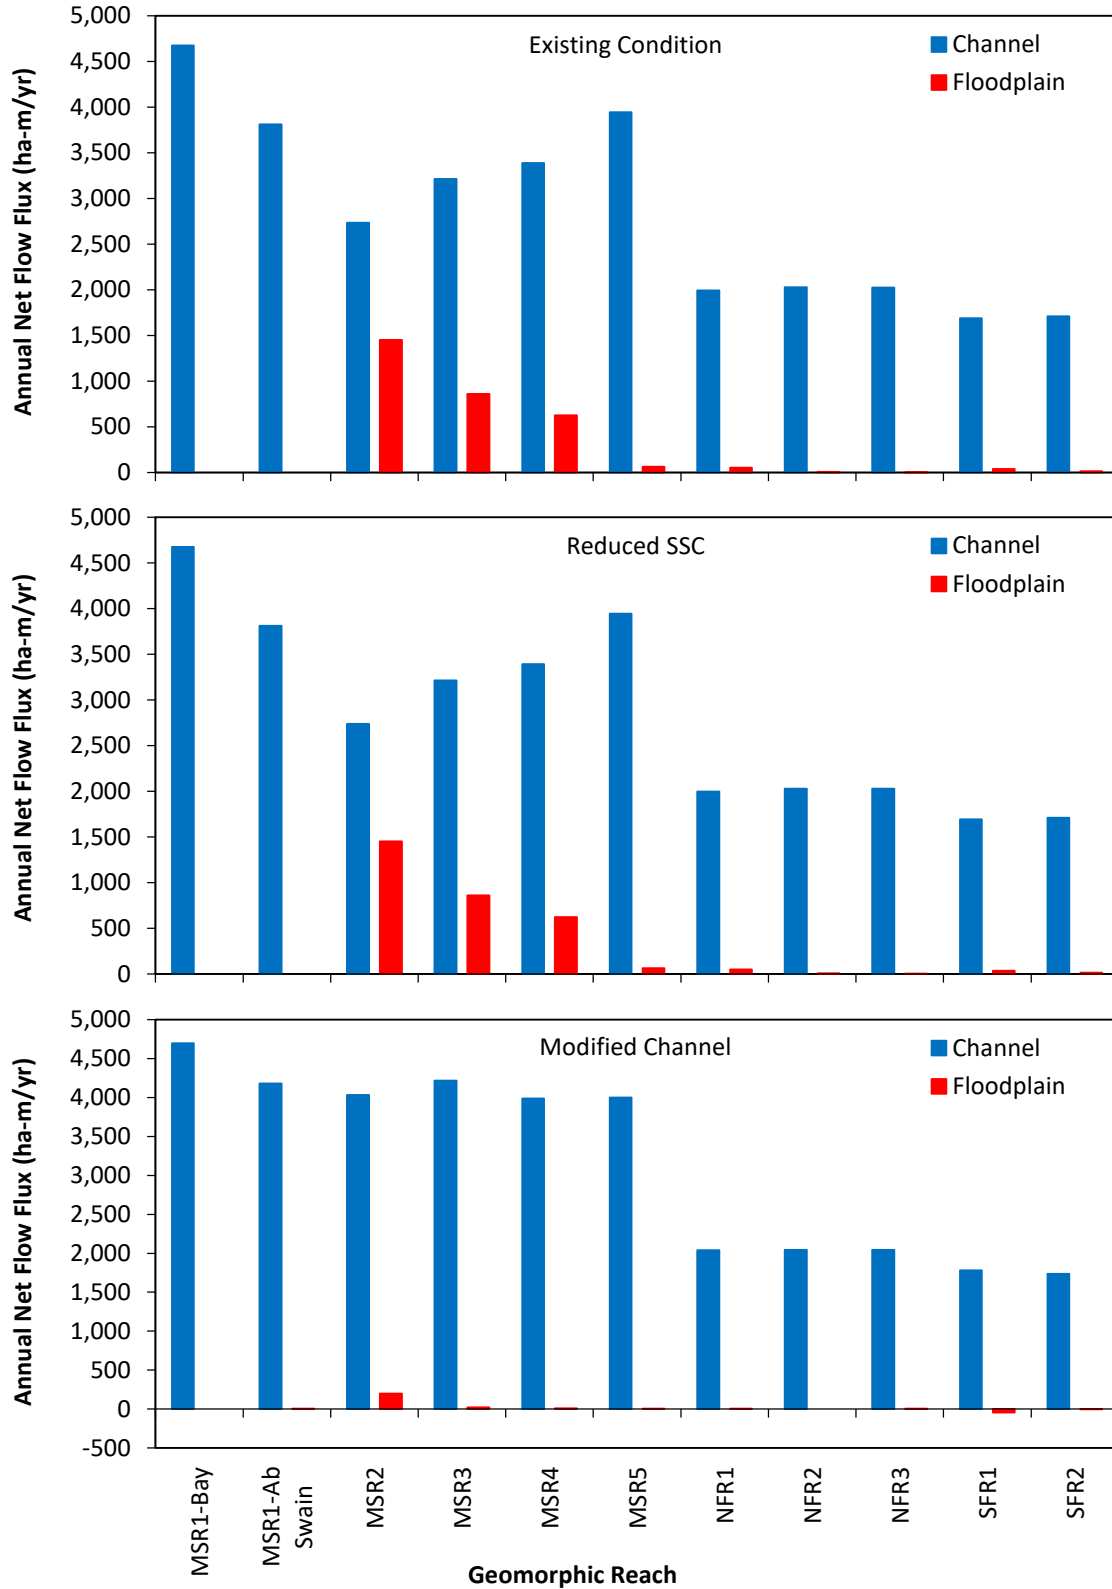 Annual Net Flow Flux (ha-m/yr)
5,000
4,500
4,000
3,500
3,000
2,500
2,000
1,500
1,000
500
0
Existing Condition
Channel
Floodplain
Annual Net Flow Flux (ha-m/yr)
5,000
4,500
4,000
3,500
3,000
2,500
2,000
1,500
1,000
500
0
Reduced SSC
Channel
Floodplain
Annual Net Flow Flux (ha-m/yr)
5,000
4,500
4,000
3,500
3,000
2,500
2,000
1,500
1,000
500
0
-500
Modified Channel
Channel
Floodplain
MSR1-Bay
MSR1-Ab
Swain
MSR2
MSR3
MSR4
MSR5
NFR1
NFR2
NFR3
SFR1
SFR2
Geomorphic Reach